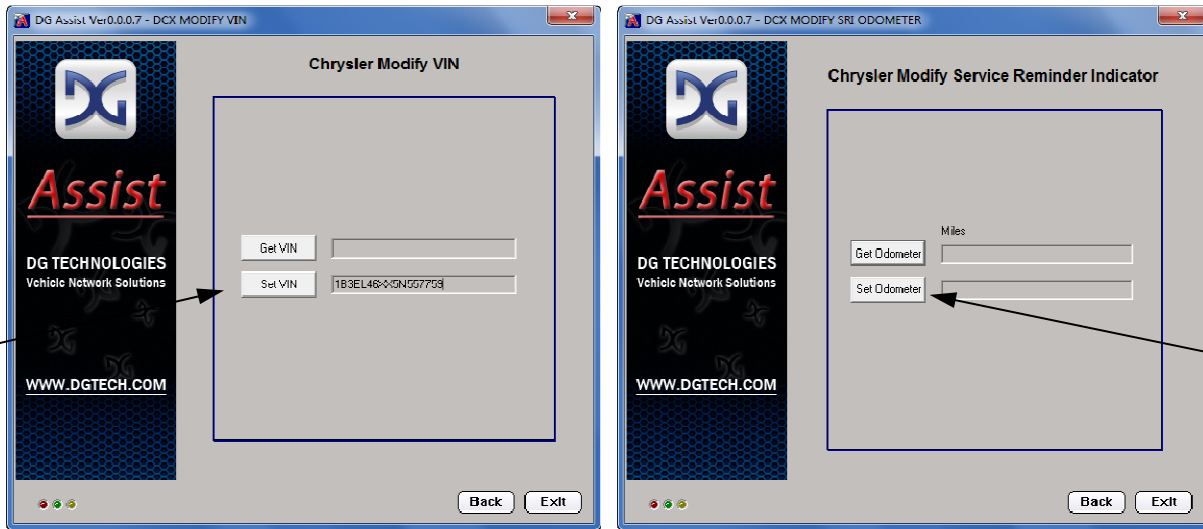 DG Assist Ver0.0.0.7 - DCX MODIFY VIN
Chrysler Modify VIN
DG
Assist
DG TECHNOLOGIES
Vehicle Network Solutions
WWW.DGTECH.COM
Get VIN
Set VIN 1B3EL46XX5N557759
Back Exit
DG Assist Ver0.0.0.7 - DCX MODIFY SRI ODOMETER
Chrysler Modify Service Reminder Indicator
DG
Assist
DG TECHNOLOGIES
Vehicle Network Solutions
WWW.DGTECH.COM
Miles
Get Odometer
Set Odometer
Back Exit